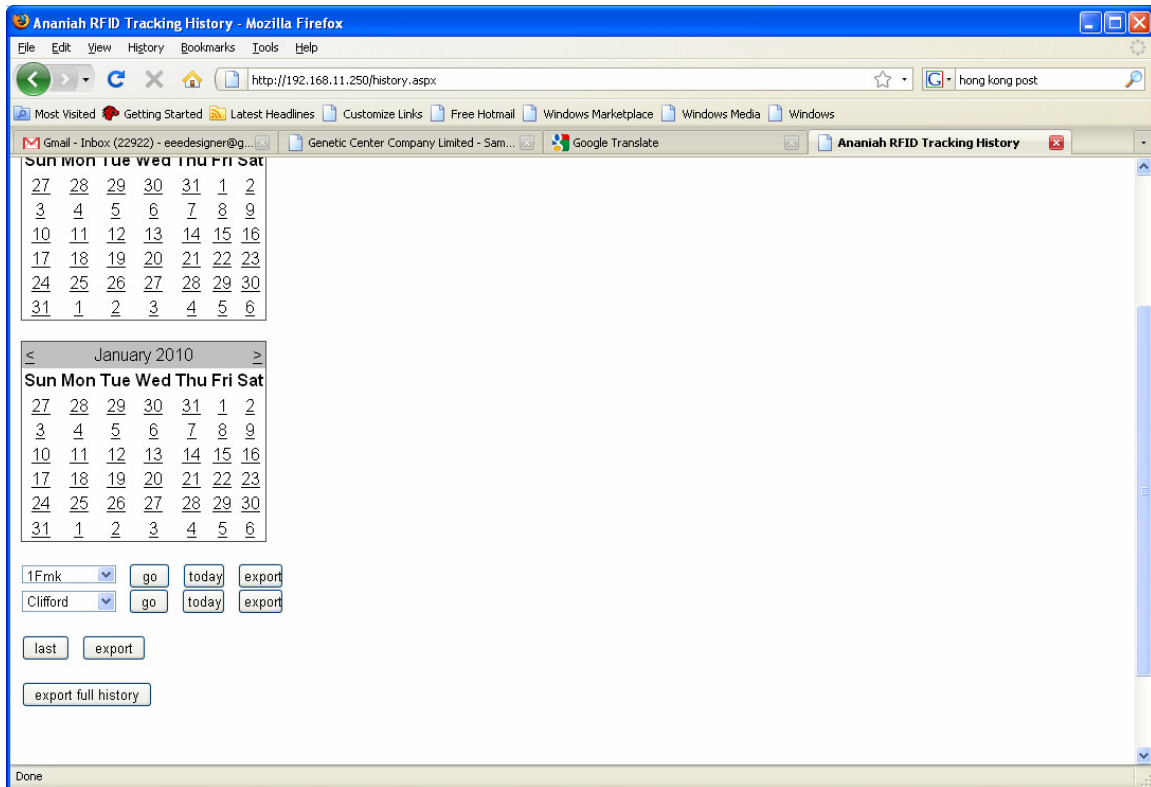 Ananiah RFID Tracking History - Mozilla Firefox
File Edit View History Bookmarks Tools Help
http://192.168.11.250/history.aspx G hong kong post
Most Visited Getting Started Latest Headlines Customize Links Free Hotmail Windows Marketplace Windows Media Windows
Gmail - Inbox (22922) - eeedesigner@g... Genetic Center Company Limited - Sam... Google Translate Ananiah RFID Tracking History
Sun Mon Tue Wed Thu Fri Sat
27 28 29 30 31 1 2
3 4 5 6 7 8 9
10 11 12 13 14 15 16
17 18 19 20 21 22 23
24 25 26 27 28 29 30
31 1 2 3 4 5 6
< January 2010 >
Sun Mon Tue Wed Thu Fri Sat
27 28 29 30 31 1 2
3 4 5 6 7 8 9
10 11 12 13 14 15 16
17 18 19 20 21 22 23
24 25 26 27 28 29 30
31 1 2 3 4 5 6
1Fmk go today export
Clifford go today export
last export
export full history
Done